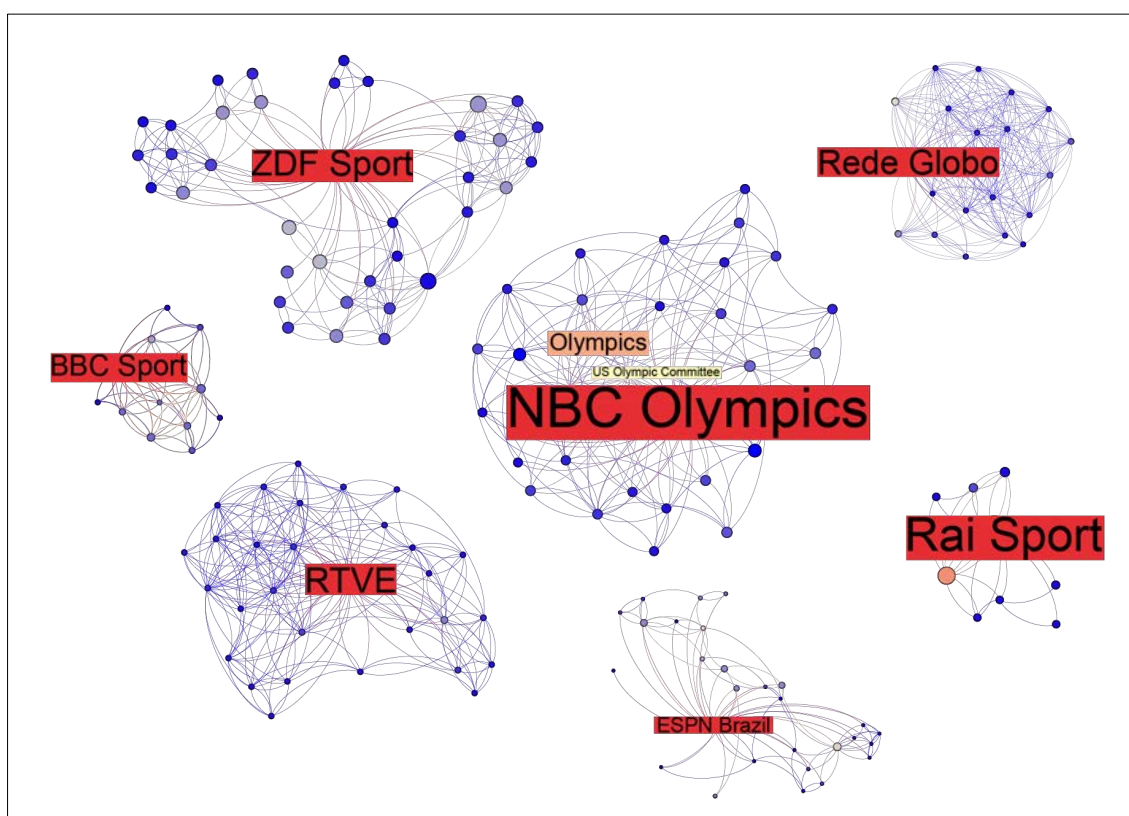 ZDF Sport
Rede Globo
BBC Sport
Olympics
US Olympic Committee
NBC Olympics
Rai Sport
RTVE
ESPN Brazil